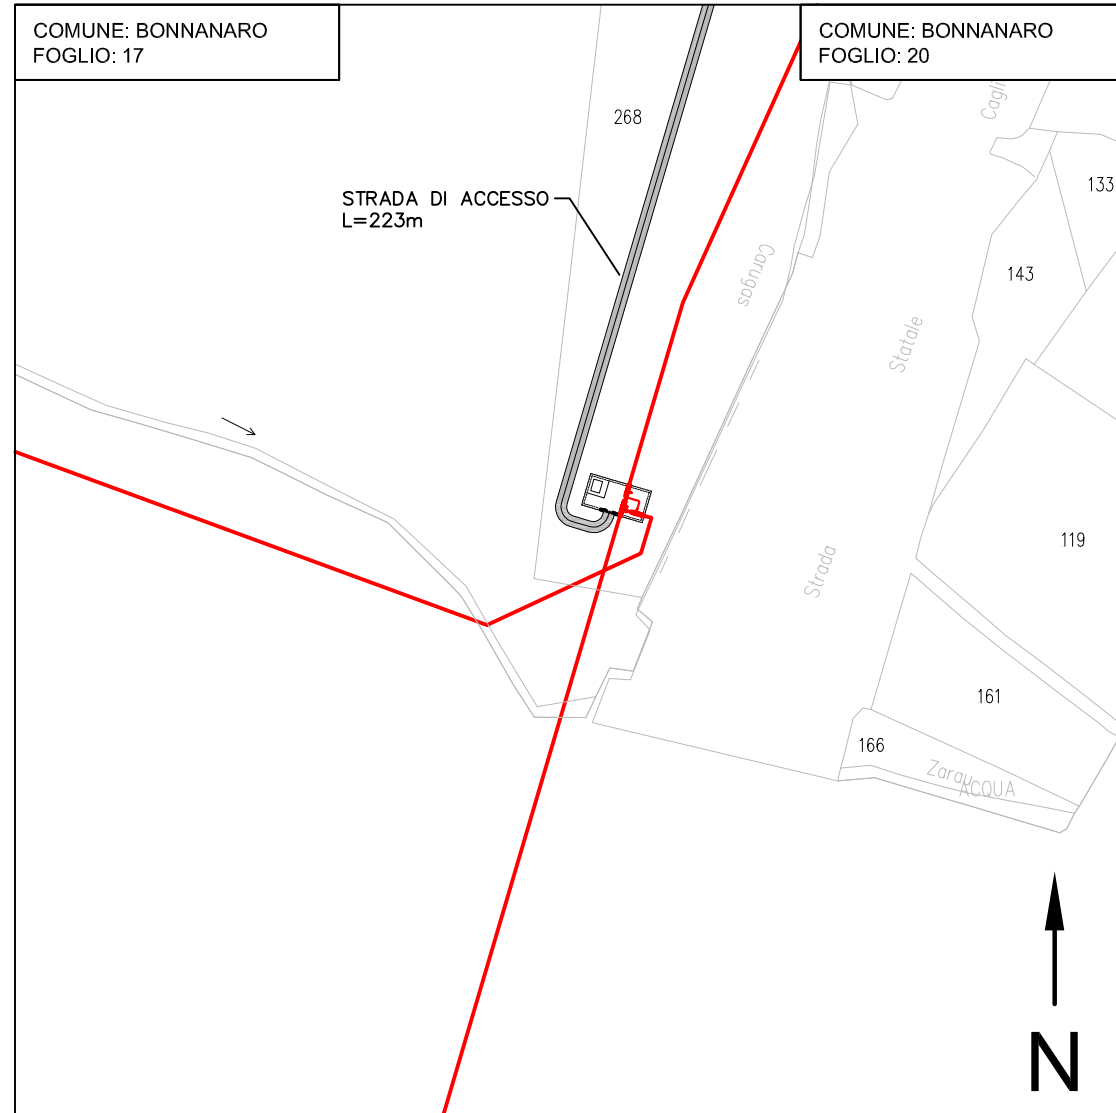 COMUNE: BONNANARO
FOGLIO: 17
COMUNE: BONNANARO
FOGLIO: 20
268
Cagli
133
STRADA DI ACCESSO
L=223m
Carugas
143
Statale
119
Strada
161
166
Zarau
ACQUA
N